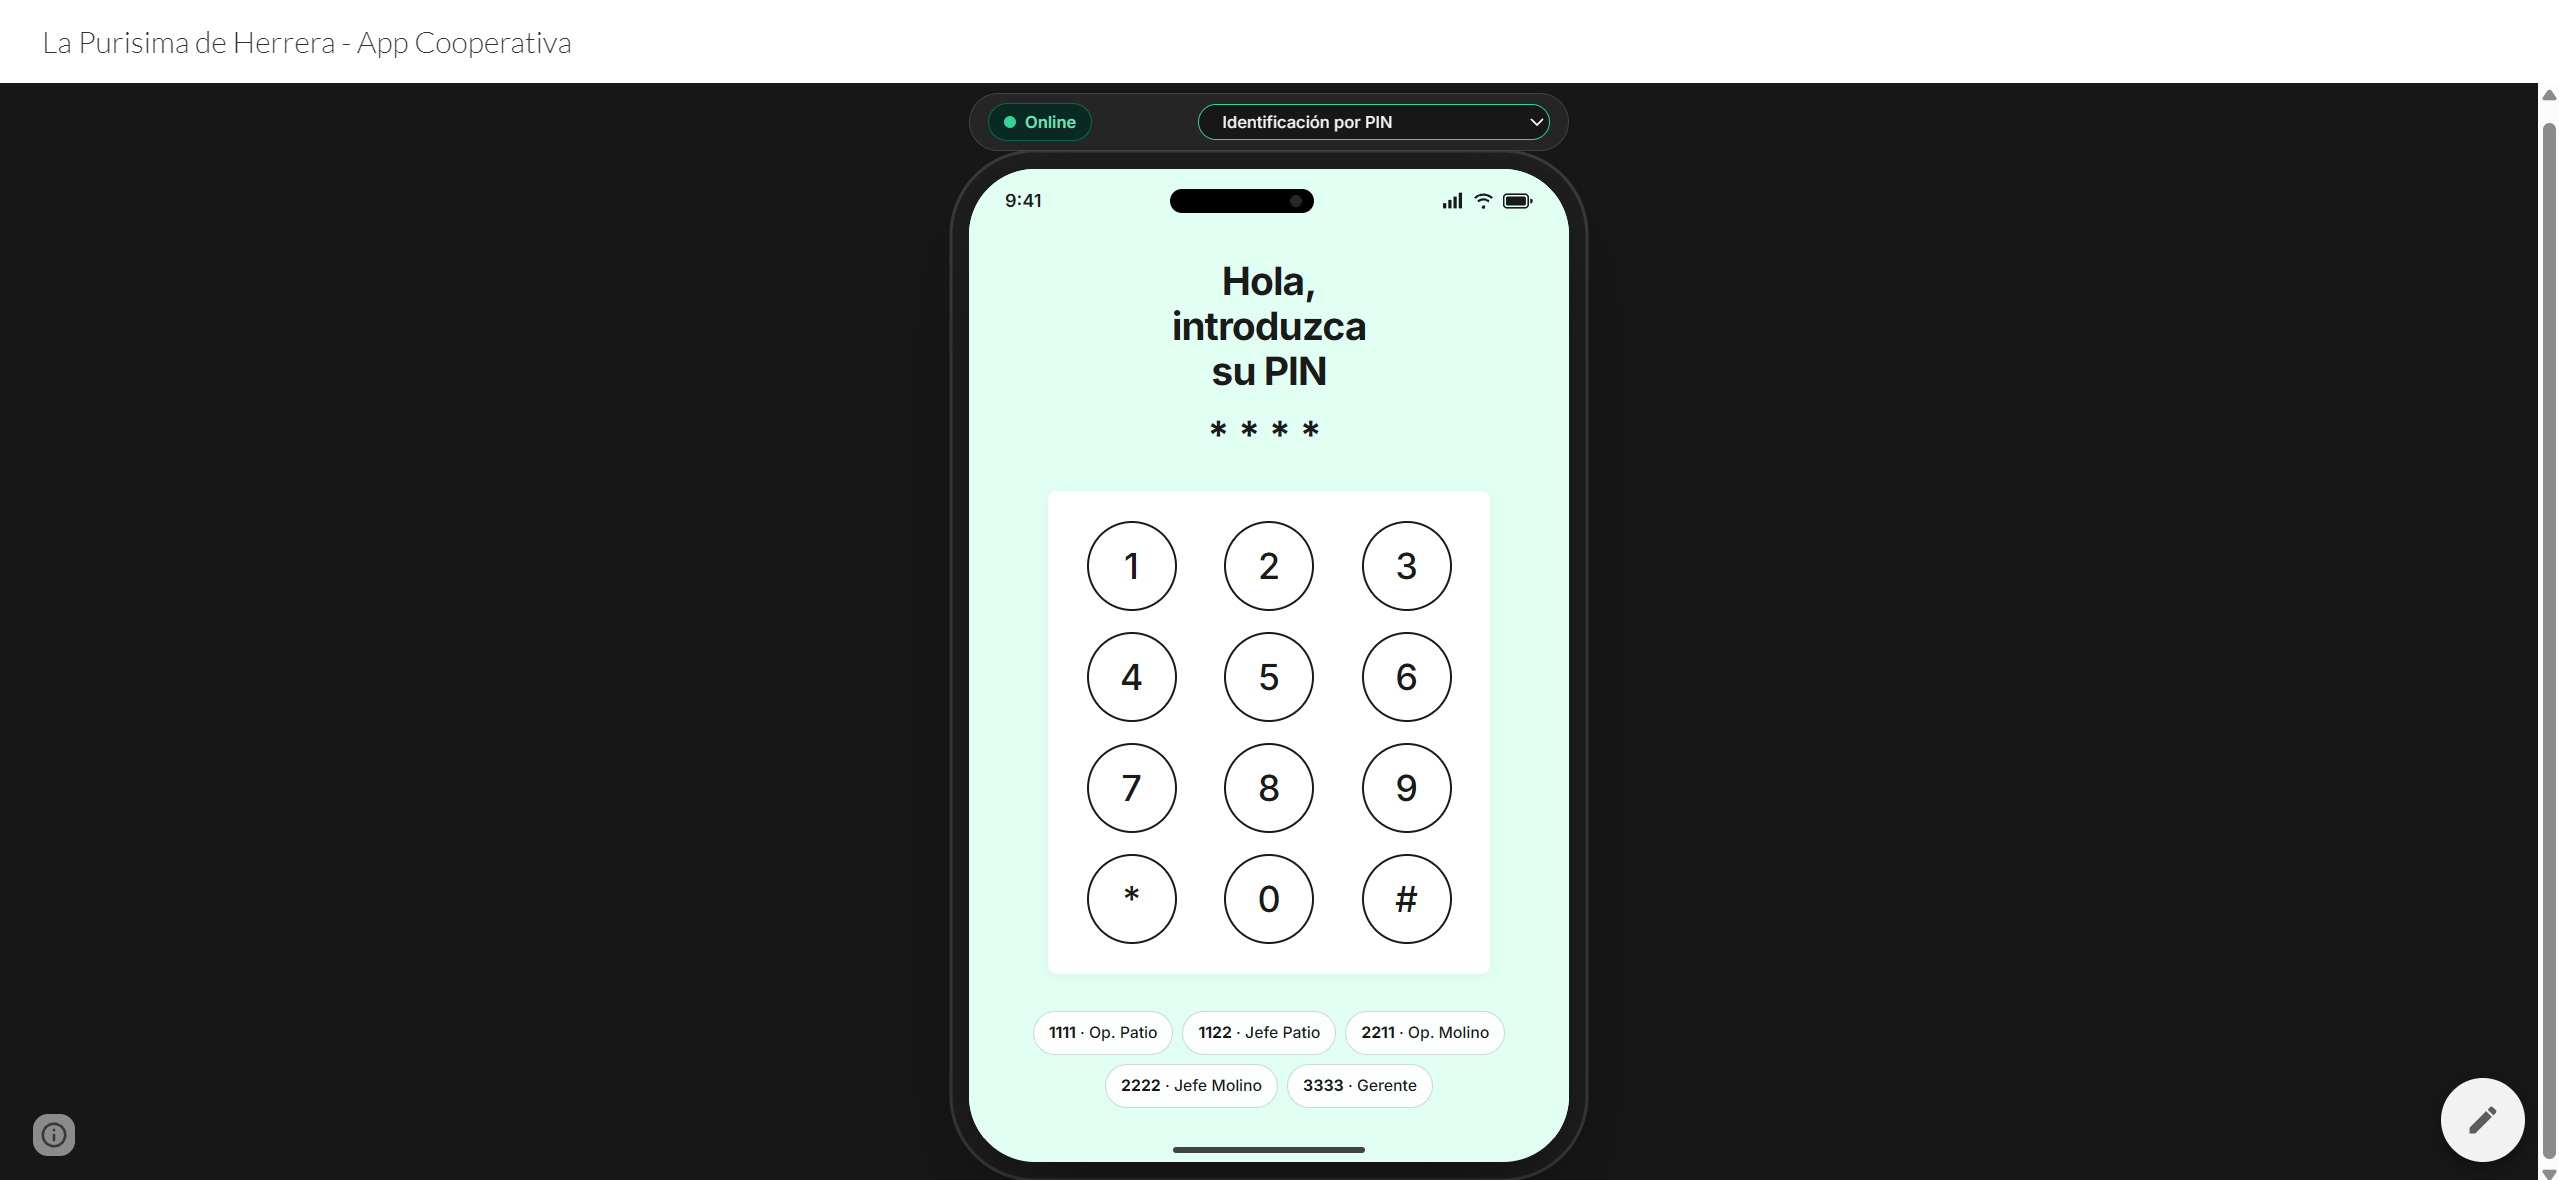 La Purisima de Herrera - App Cooperativa
Online
Identificación por PIN
9:41
Hola,
introduzca
su PIN
* * * *
1 2 3
4 5 6
7 8 9
* 0 #
1111 · Op. Patio
1122 · Jefe Patio
2211 · Op. Molino
2222 · Jefe Molino
3333 · Gerente